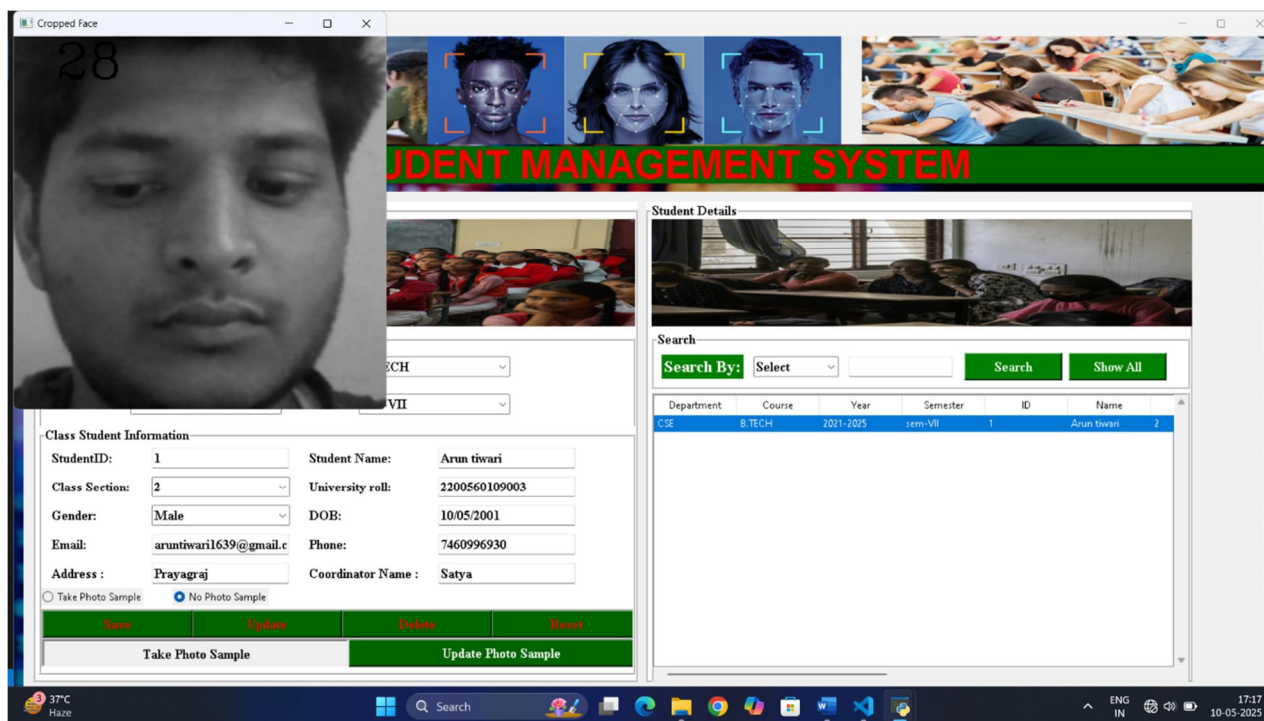 Cropped Face
28
UDENT MANAGEMENT SYSTEM
Student Details
Search
Search By: Select Search Show All
Department Course Year Semester ID Name
CSE B.TECH 2021-2025 sem-VII 1 Arun tiwari 2
ECH
-VII
Class Student Information
StudentID: 1 Student Name: Arun tiwari
Class Section: 2 University roll: 2200560109003
Gender: Male DOB: 10/05/2001
Email: aruntiwari1639@gmail.c Phone: 7460996930
Address : Prayagraj Coordinator Name : Satya
Take Photo Sample No Photo Sample
Save Update Delete Reset
Take Photo Sample Update Photo Sample
3 37°C
Haze
Search
ENG
IN
17:17
10-05-2025